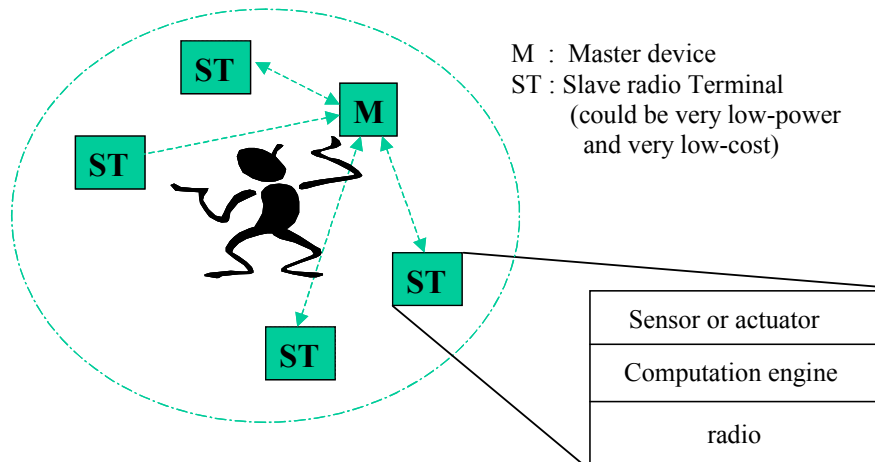 ST
M
ST
ST
ST
M : Master device
ST : Slave radio Terminal
(could be very low-power
and very low-cost)
Sensor or actuator
Computation engine
radio